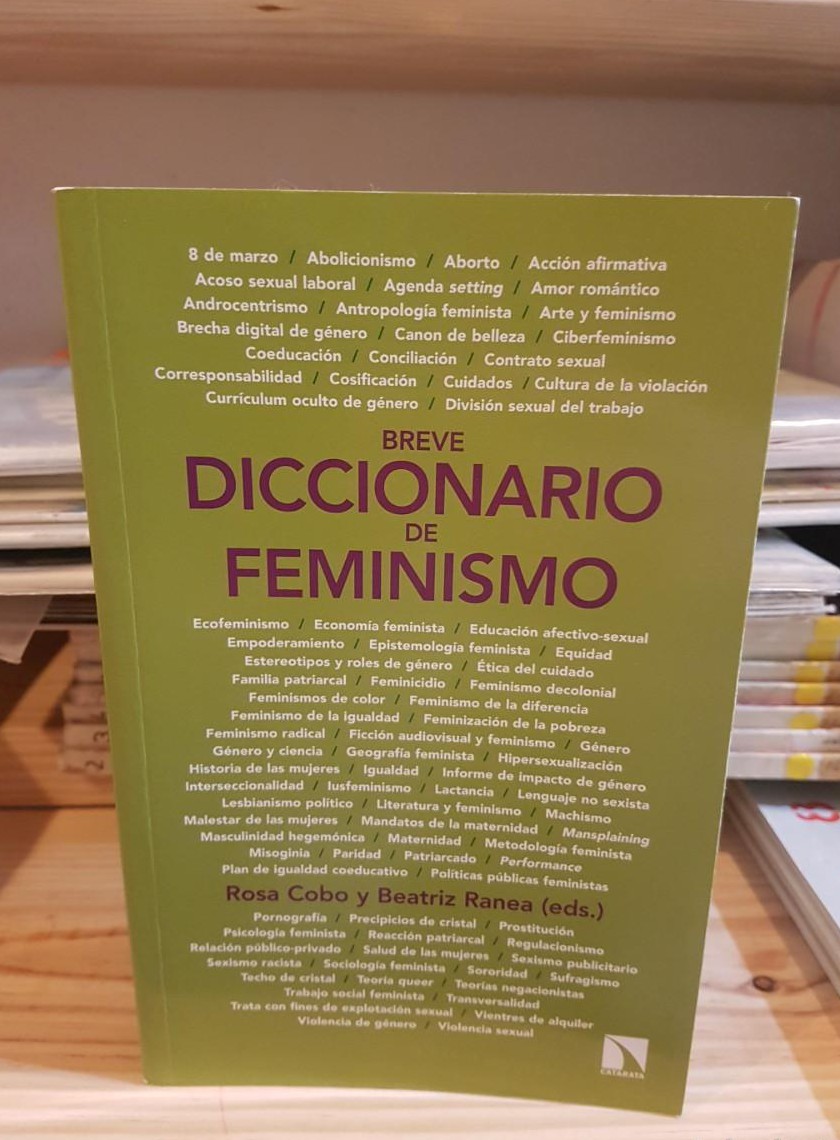 8 de marzo / Abolicionismo / Aborto / Acción afirmativa
Acoso sexual laboral / Agenda setting / Amor romántico
Androcentrismo / Antropología feminista / Arte y feminismo
Brecha digital de género / Canon de belleza / Ciberfeminismo
Coeducación / Conciliación / Contrato sexual
Corresponsabilidad / Cosificación / Cuidados / Cultura de la violación
Currículum oculto de género / División sexual del trabajo
BREVE
DICCIONARIO
DE
FEMINISMO
Ecofeminismo / Economía feminista / Educación afectivo-sexual
Empoderamiento / Epistemología feminista / Equidad
Estereotipos y roles de género / Ética del cuidado
Familia patriarcal / Feminicidio / Feminismo decolonial
Feminismos de color / Feminismo de la diferencia
Feminismo de la igualdad / Feminización de la pobreza
Feminismo radical / Ficción audiovisual y feminismo / Género
Género y ciencia / Geografía feminista / Hipersexualización
Historia de las mujeres / Igualdad / Informe de impacto de género
Interseccionalidad / Iusfeminismo / Lactancia / Lenguaje no sexista
Lesbianismo político / Literatura y feminismo / Machismo
Malestar de las mujeres / Mandatos de la maternidad / Mansplaining
Masculinidad hegemónica / Maternidad / Metodología feminista
Misoginia / Paridad / Patriarcado / Performance
Plan de igualdad coeducativo / Políticas públicas feministas
Rosa Cobo y Beatriz Ranea (eds.)
Pornografía / Precipicios de cristal / Prostitución
Psicología feminista / Reacción patriarcal / Regulacionismo
Relación público-privado / Salud de las mujeres / Sexismo publicitario
Sexismo racista / Sociología feminista / Sororidad / Sufragismo
Techo de cristal / Teoría queer / Teorías negacionistas
Trabajo social feminista / Transversalidad
Trata con fines de explotación sexual / Vientres de alquiler
Violencia de género / Violencia sexual
CATARATA